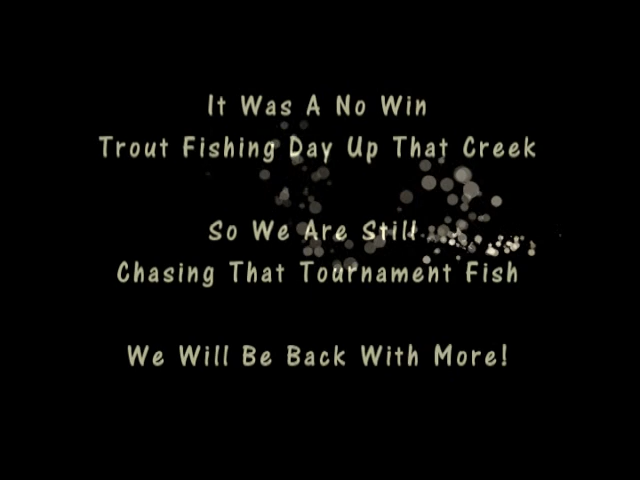 It Was A No Win
Trout Fishing Day Up That Creek
So We Are Still
Chasing That Tournament Fish
We Will Be Back With More!